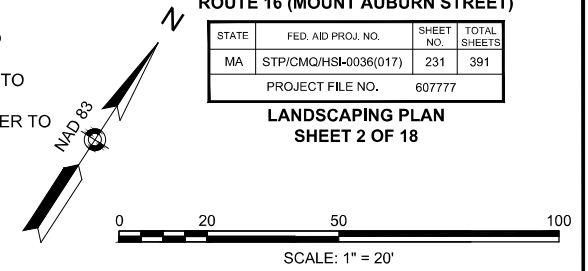 ROUTE 16 (MOUNT AUBURN STREET)
STATE FED. AID PROJ. NO. SHEET NO. TOTAL SHEETS
MA STP/CMQ/HSI-0036(017) 231 391
PROJECT FILE NO. 607777
LANDSCAPING PLAN
SHEET 2 OF 18
TO
ER TO
N
NAD 83
0 20 50 100
SCALE: 1" = 20'